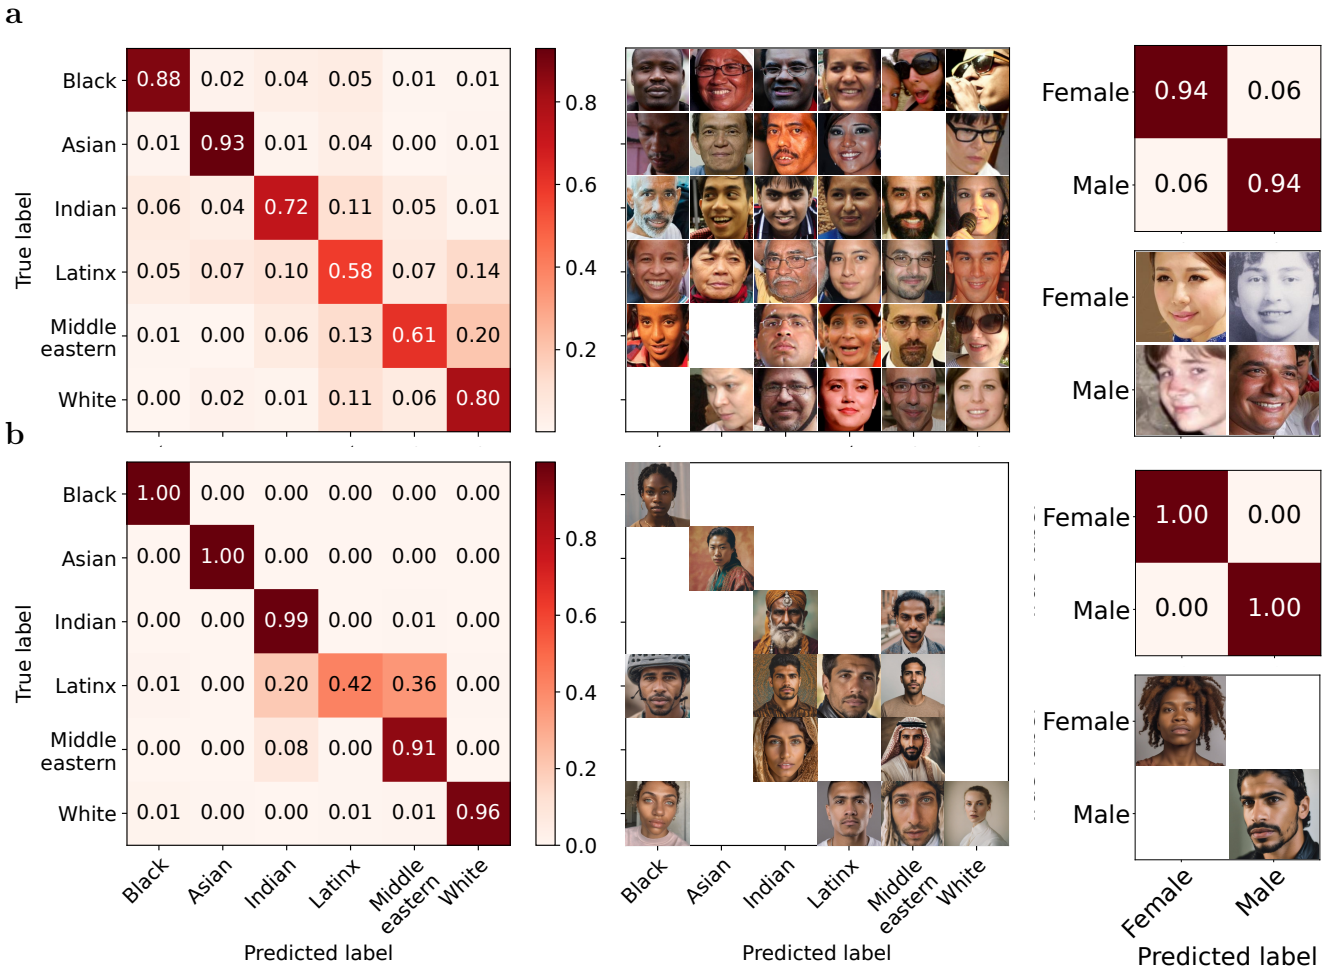 a
True label
Black 0.88 0.02 0.04 0.05 0.01 0.01
Asian 0.01 0.93 0.01 0.04 0.00 0.01
Indian 0.06 0.04 0.72 0.11 0.05 0.01
Latinx 0.05 0.07 0.10 0.58 0.07 0.14
Middle
eastern 0.01 0.00 0.06 0.13 0.61 0.20
White 0.00 0.02 0.01 0.11 0.06 0.80
0.8
0.6
0.4
0.2
Female 0.94 0.06
Male 0.06 0.94
Female
Male
b
True label
Black 1.00 0.00 0.00 0.00 0.00 0.00
Asian 0.00 1.00 0.00 0.00 0.00 0.00
Indian 0.00 0.00 0.99 0.00 0.01 0.00
Latinx 0.01 0.00 0.20 0.42 0.36 0.00
Middle
eastern 0.00 0.00 0.08 0.00 0.91 0.00
White 0.01 0.00 0.00 0.01 0.01 0.96
Black Asian Indian Latinx Middle eastern White
Predicted label
0.8
0.6
0.4
0.2
0.0
Black Asian Indian Latinx Middle eastern White
Predicted label
Female 1.00 0.00
Male 0.00 1.00
Female
Male
Female Male
Predicted label